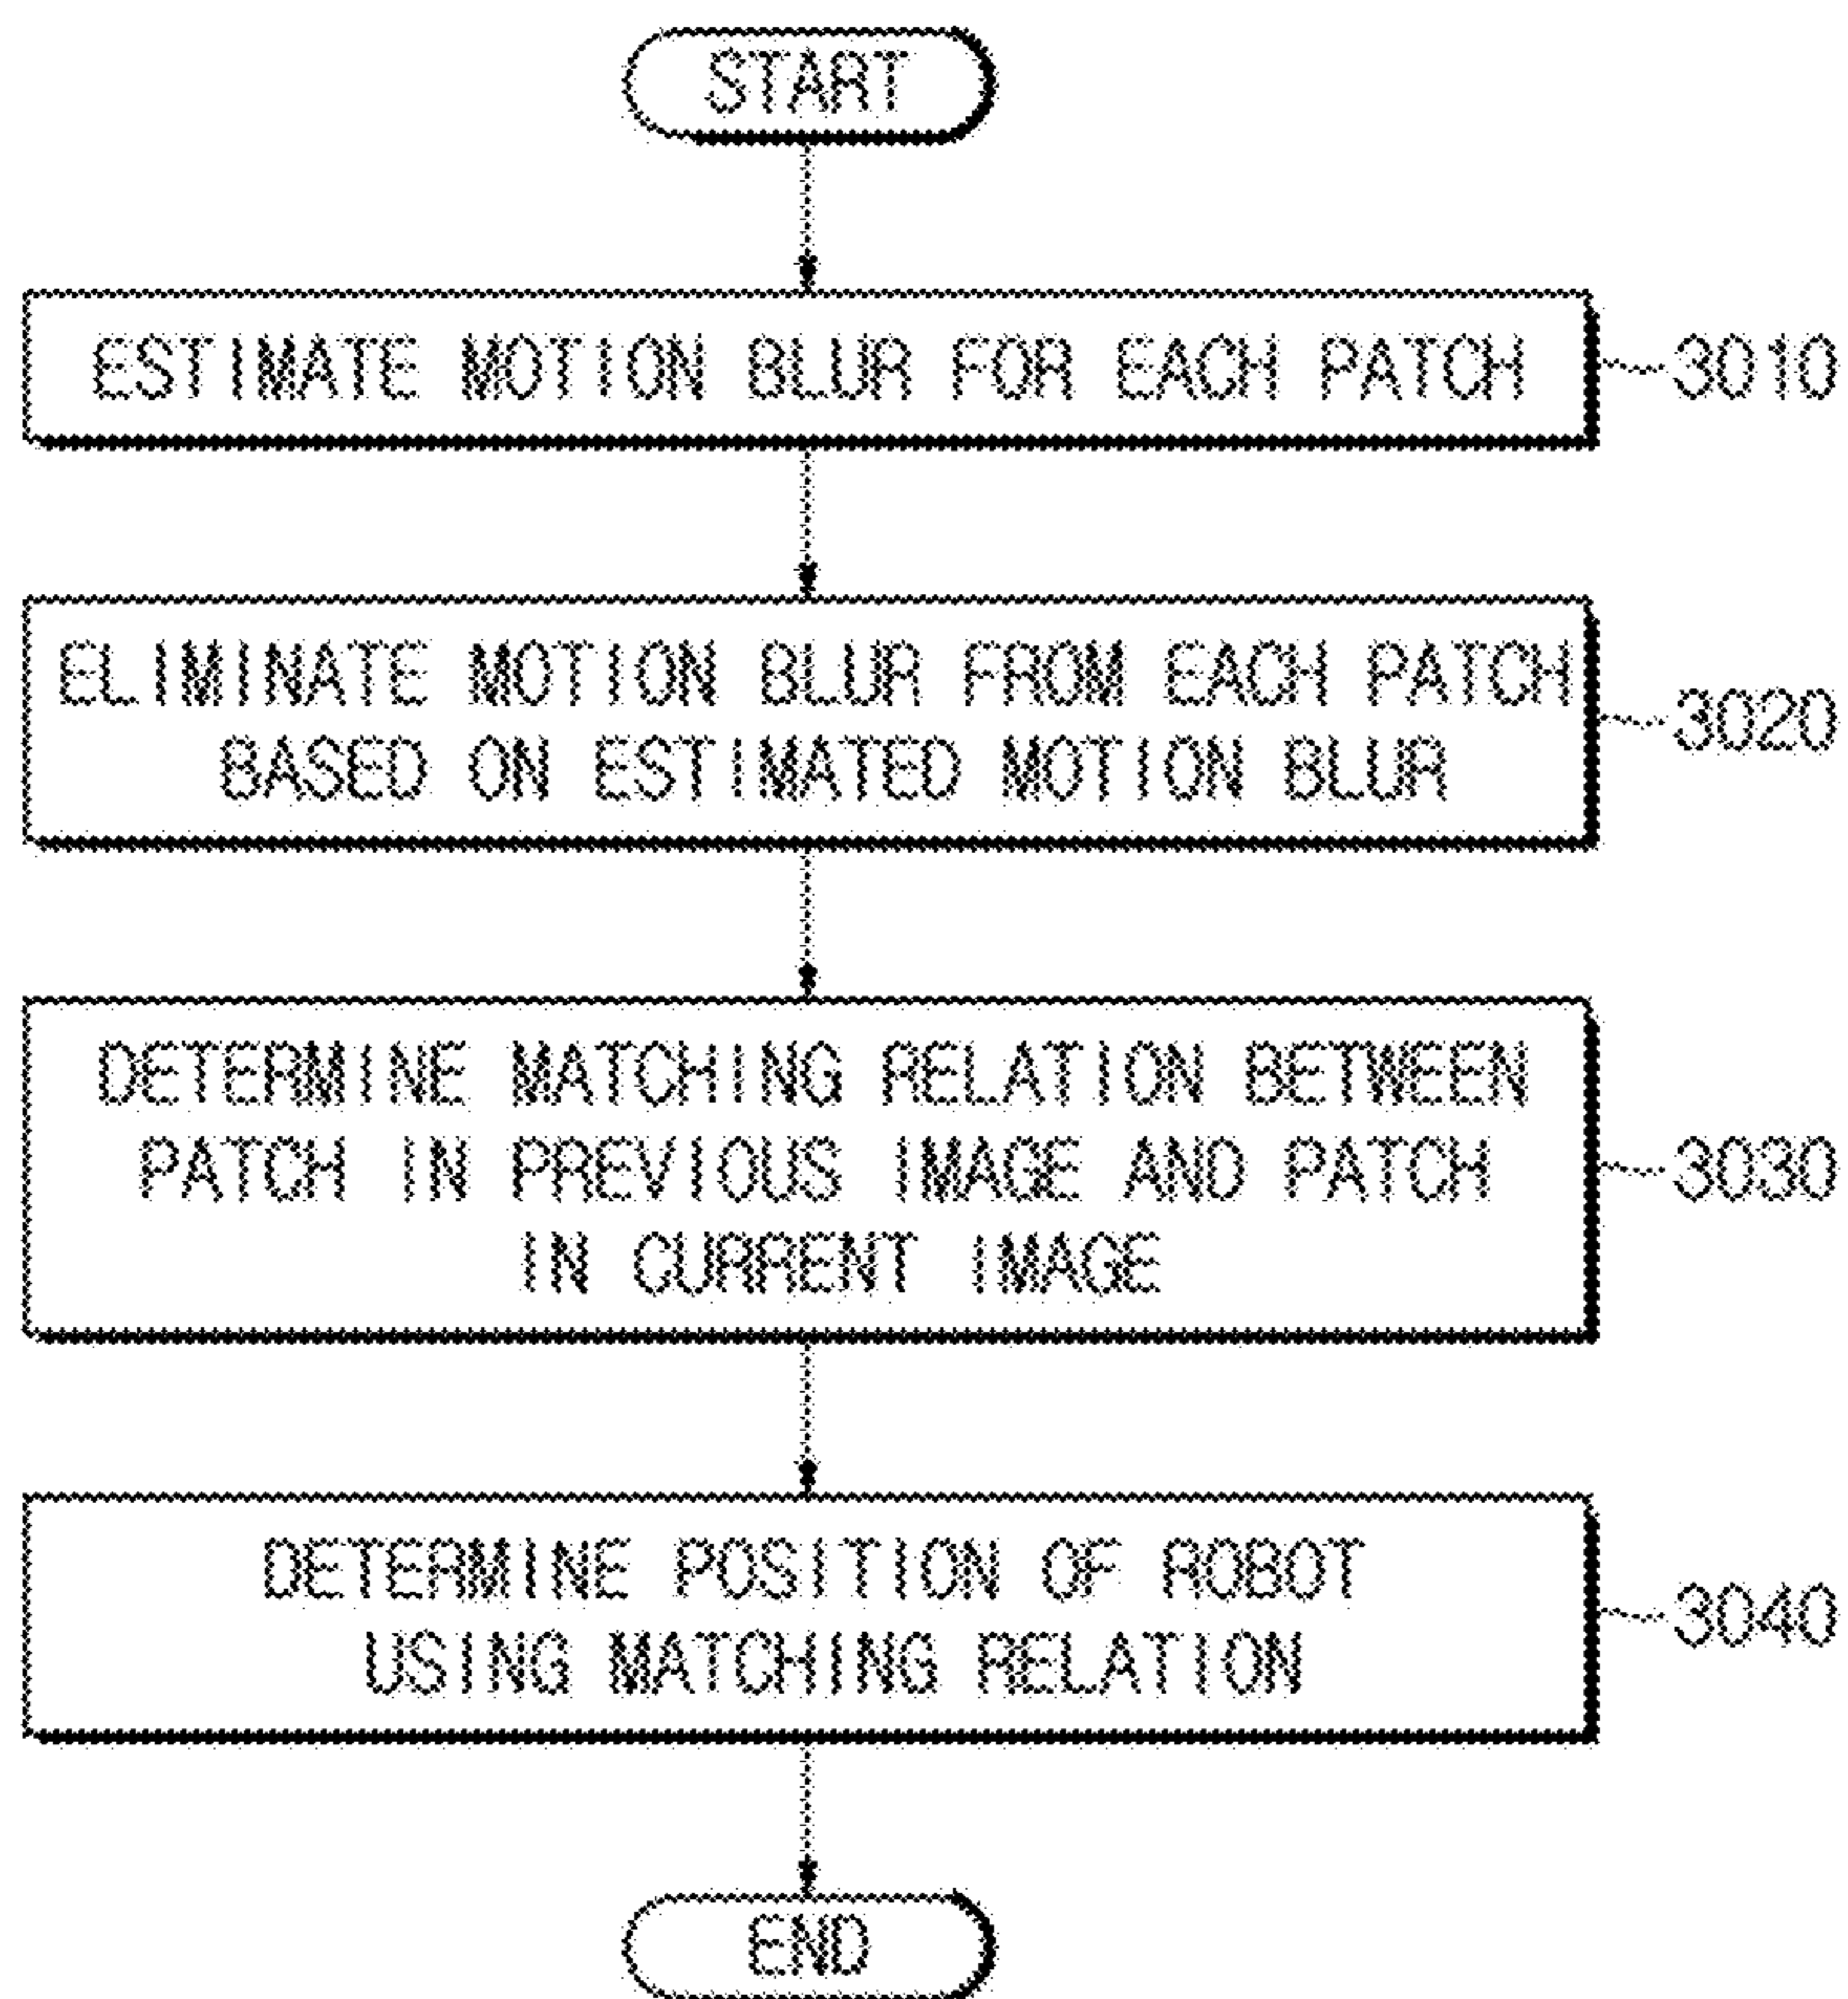 START
ESTIMATE MOTION BLUR FOR EACH PATCH
3010
ELIMINATE MOTION BLUR FROM EACH PATCH
BASED ON ESTIMATED MOTION BLUR
3020
DETERMINE MATCHING RELATION BETWEEN
PATCH IN PREVIOUS IMAGE AND PATCH
IN CURRENT IMAGE
3030
DETERMINE POSITION OF ROBOT
USING MATCHING RELATION
3040
END